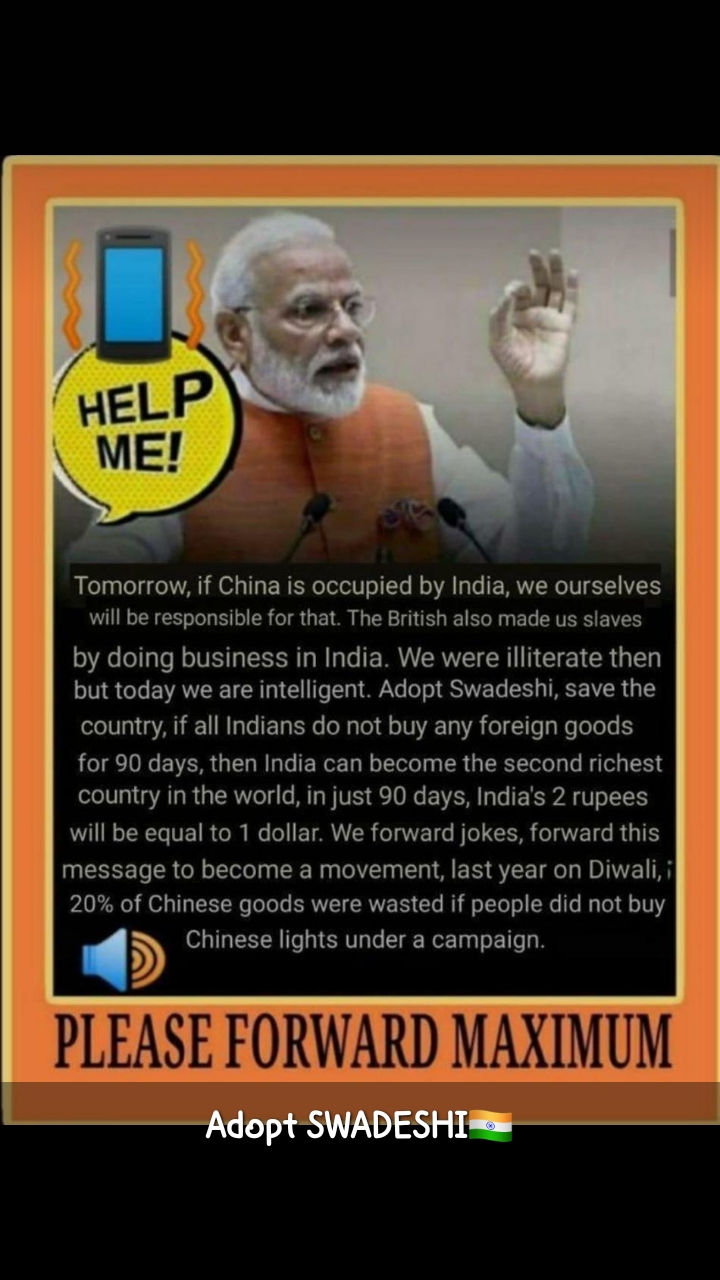 HELP
ME!
Tomorrow, if China is occupied by India, we ourselves
will be responsible for that. The British also made us slaves
by doing business in India. We were illiterate then
but today we are intelligent. Adopt Swadeshi, save the
country, if all Indians do not buy any foreign goods
for 90 days, then India can become the second richest
country in the world, in just 90 days, India's 2 rupees
will be equal to 1 dollar. We forward jokes, forward this
message to become a movement, last year on Diwali,
20% of Chinese goods were wasted if people did not buy
Chinese lights under a campaign.
PLEASE FORWARD MAXIMUM
Adopt SWADESHI🇮🇳